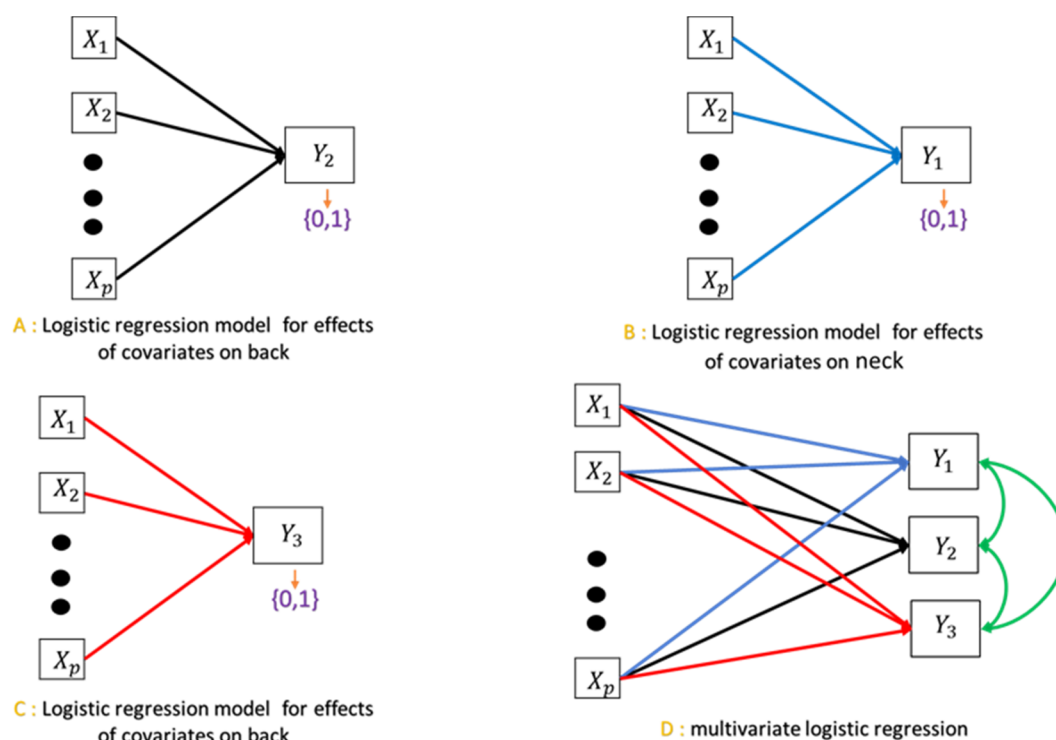 X1
X2
Y2
{0,1}
Xp
A : Logistic regression model for effects
of covariates on back
X1
X2
Y1
{0,1}
Xp
B : Logistic regression model for effects
of covariates on neck
X1
X2
Y3
{0,1}
Xp
C : Logistic regression model for effects
of covariates on back
X1
X2
Y1
Y2
Y3
Xp
D : multivariate logistic regression